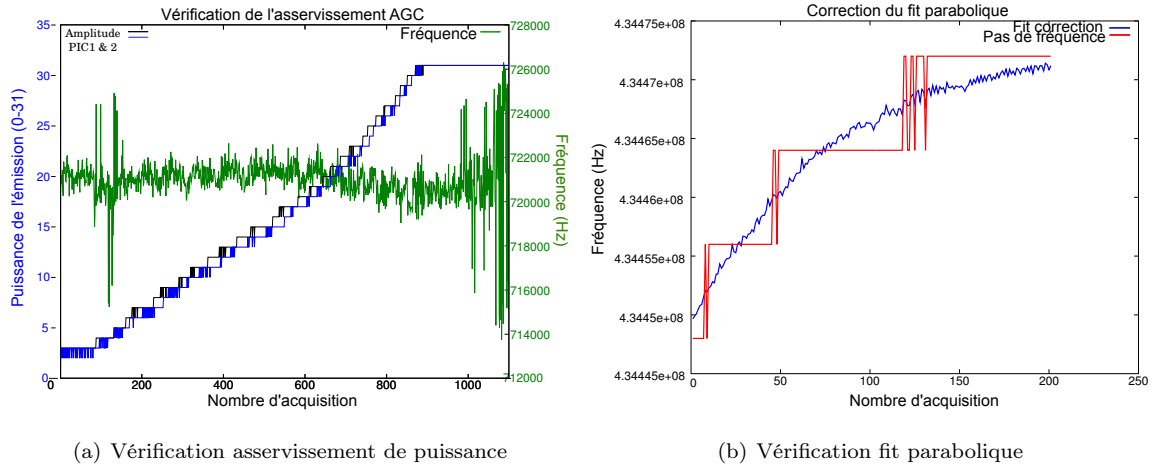 Vérification de l'asservissement AGC
Amplitude
PIC1 & 2
Fréquence
35
30
25
20
15
10
5
0
Puissance de l'émission (0-31)
728000
726000
724000
722000
720000
718000
716000
714000
712000
Fréquence (Hz)
200
400
600
800
1000
Nombre d'acquisition
(a) Vérification asservissement de puissance
Correction du fit parabolique
Fit correction
Pas de fréquence
4.34475e+08
4.3447e+08
4.34465e+08
4.3446e+08
4.34455e+08
4.3445e+08
4.34445e+08
Fréquence (Hz)
0
50
100
150
200
250
Nombre d'acquisition
(b) Vérification fit parabolique